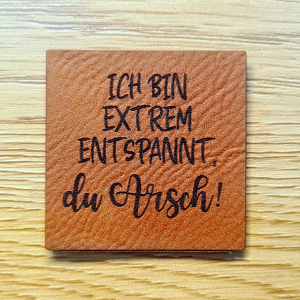 ICH BIN
EXTREM
ENTSPANNT,
du Arsch!